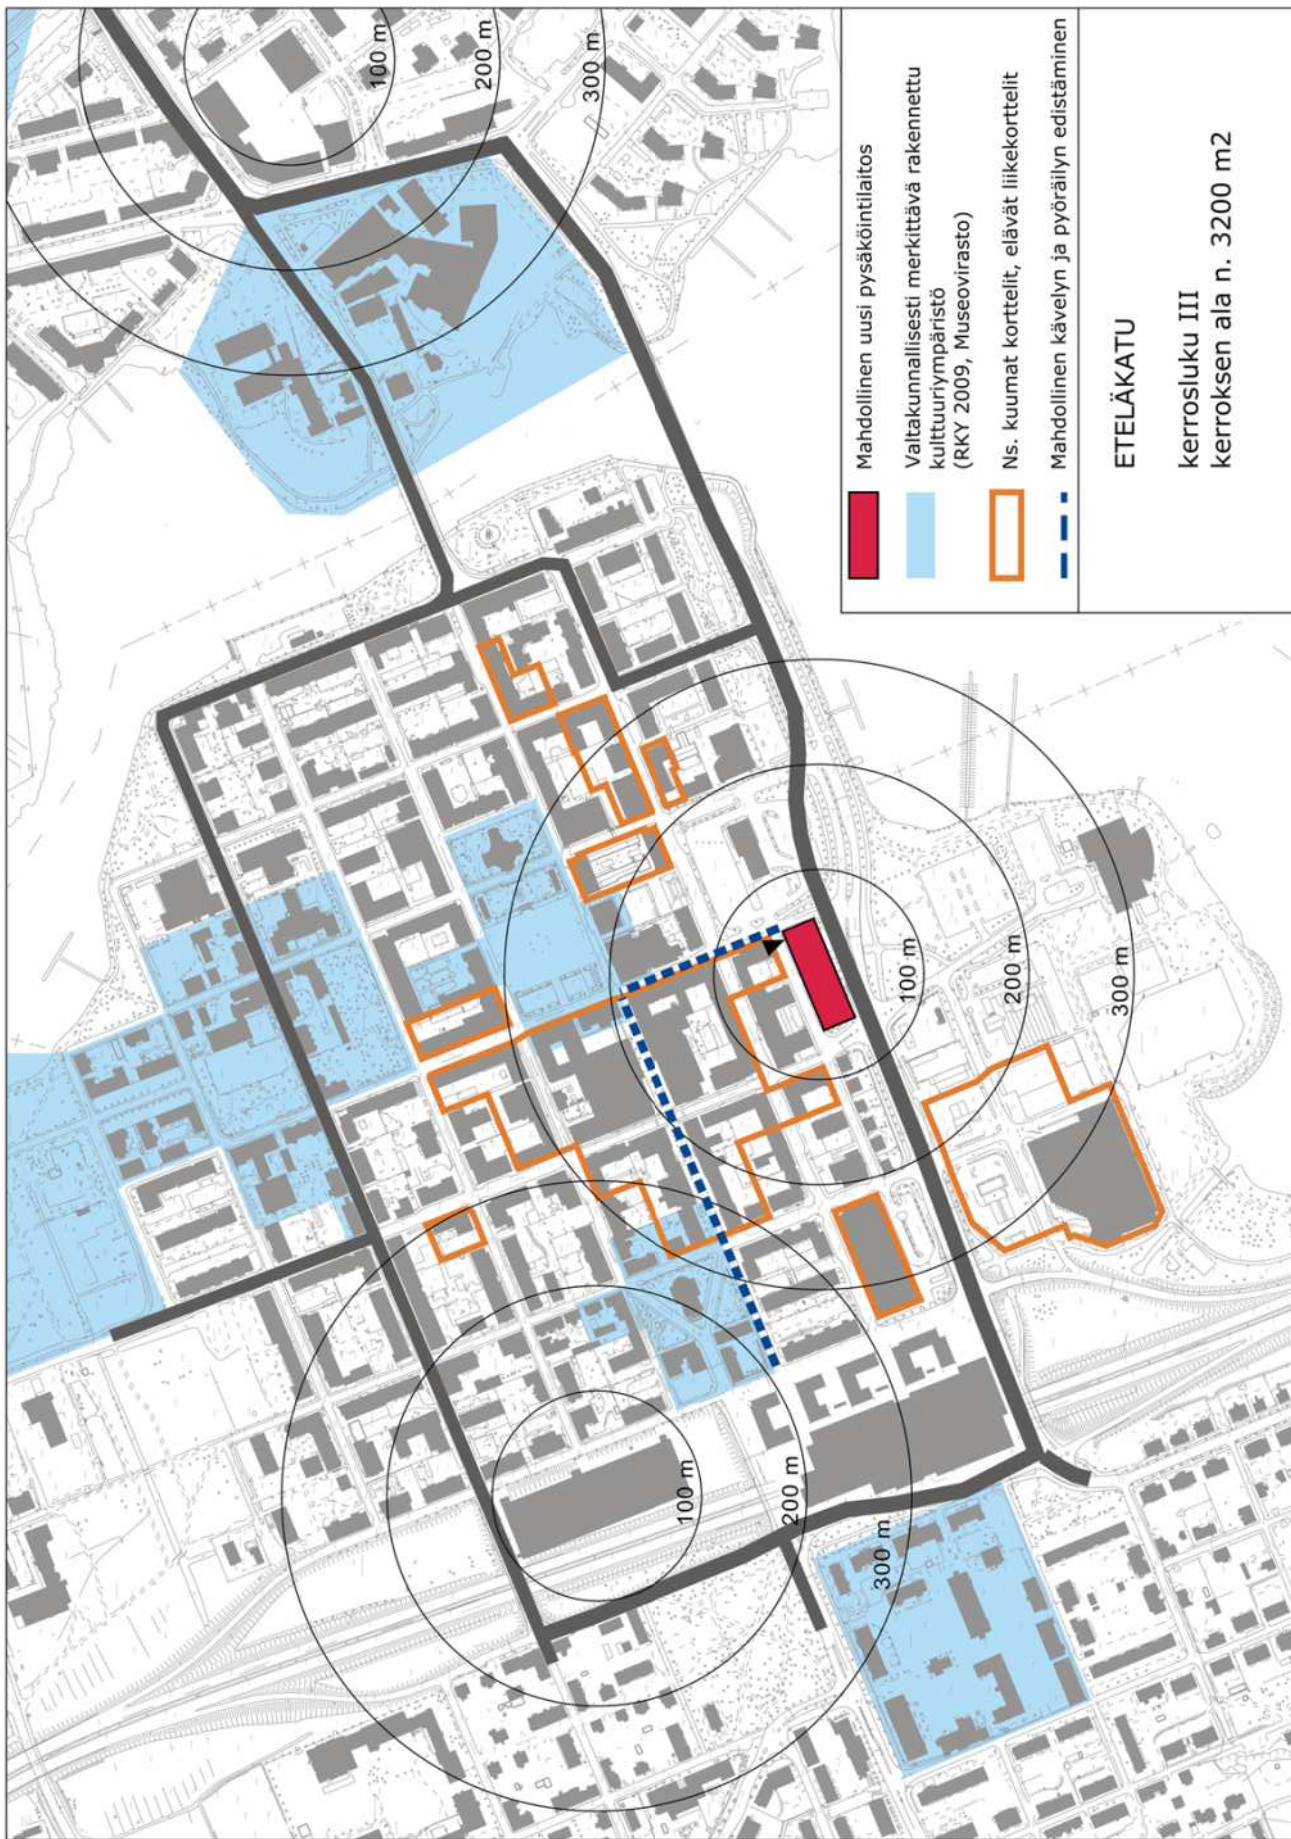 100 m
200 m
300 m
100 m
200 m
300 m
100 m
200 m
300 m
Mahdollinen uusi pysäköintilaitos
Valtakunnallisesti merkittävä rakennettu
kulttuuriympäristö
(RKY 2009, Museovirasto)
Ns. kuumat korttelit, elävät liikekorttelit
Mahdollinen kävelyn ja pyöräilyn edistäminen
ETELÄKATU
kerrosluku III
kerroksen ala n. 3200 m2